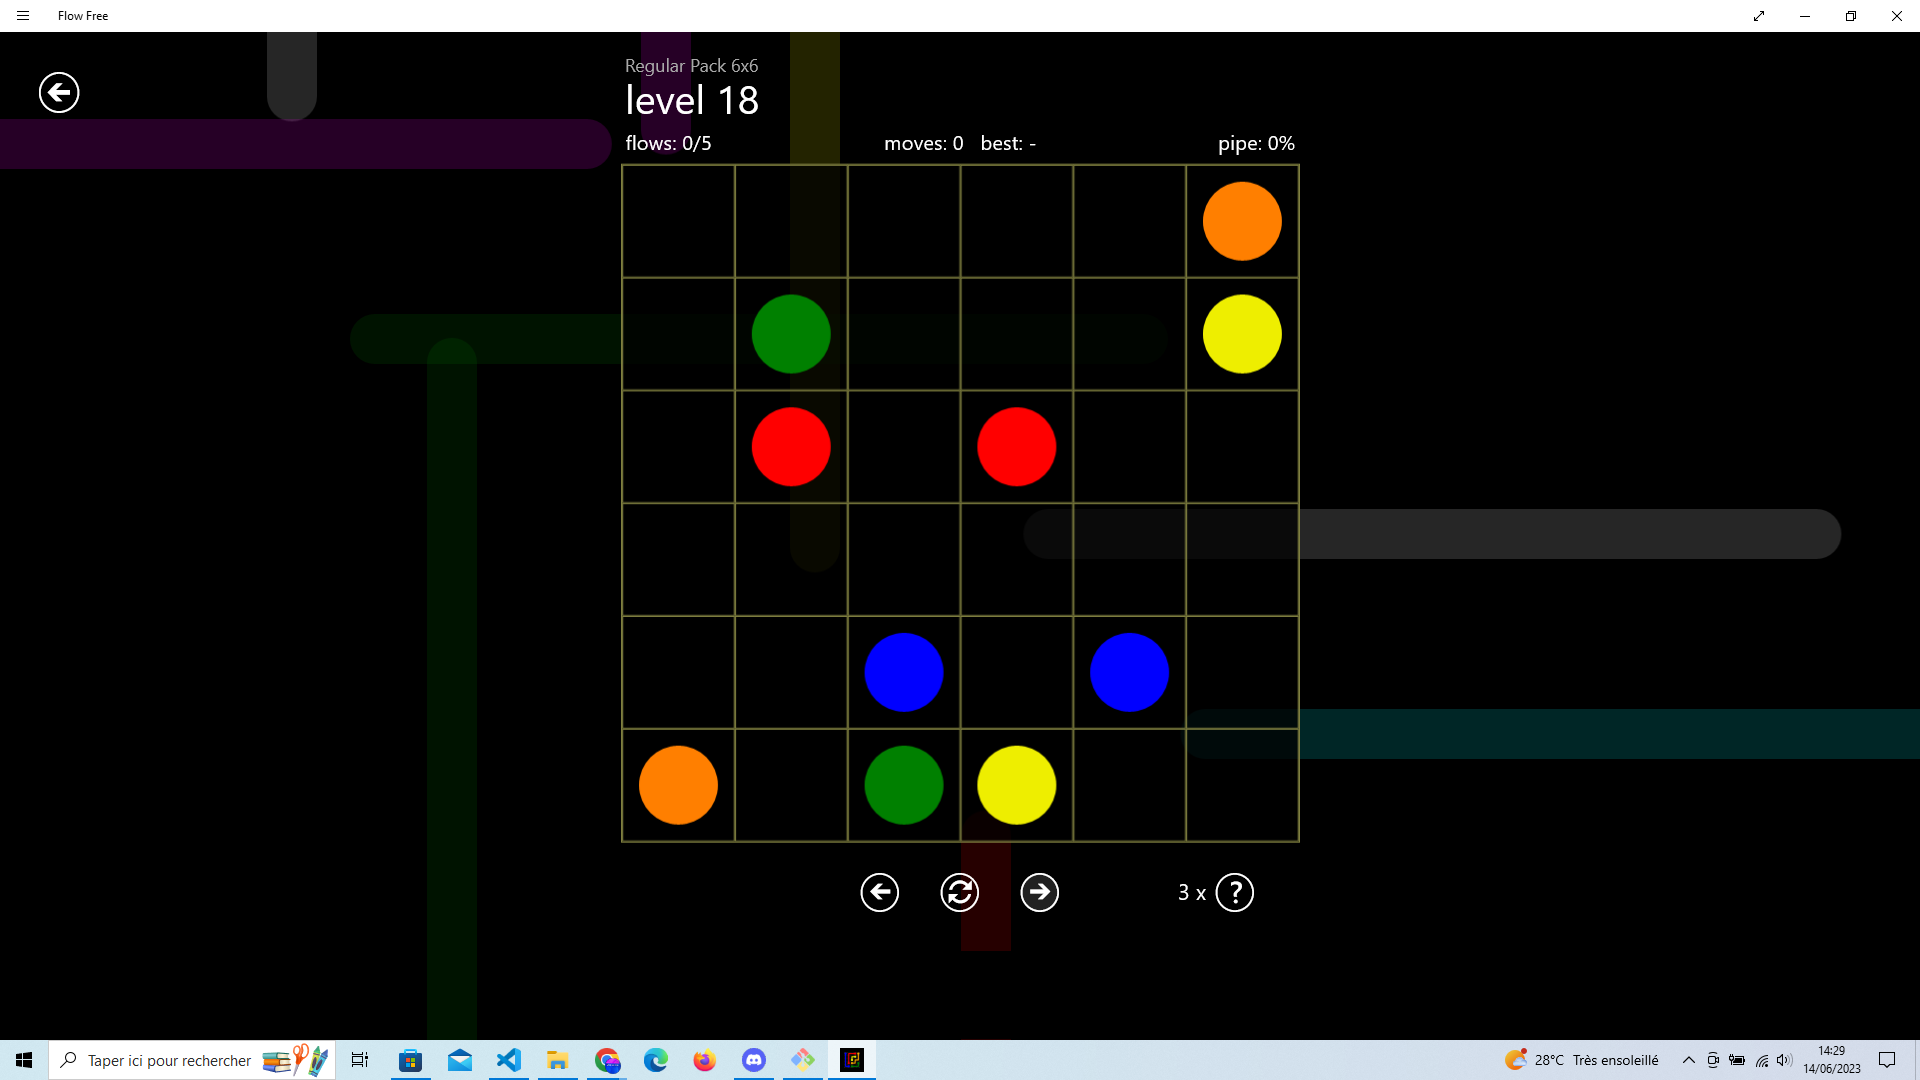 Flow Free
Regular Pack 6x6
level 18
flows: 0/5 moves: 0 best: - pipe: 0%
3 x ?
Taper ici pour rechercher
28°C Très ensoleillé
14:29
14/06/2023